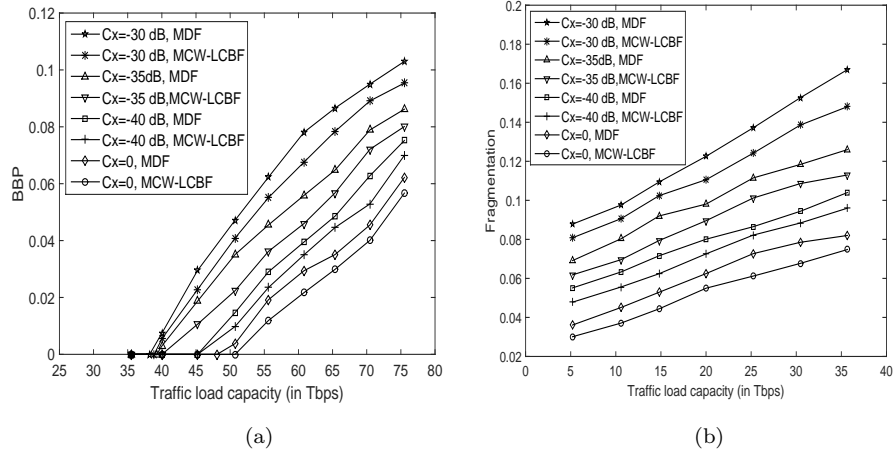 0.12
0.1
0.08
0.06
0.04
0.02
0
BBP
Cx=-30 dB, MDF
Cx=-30 dB, MCW-LCBF
Cx=-35dB, MDF
Cx=-35 dB,MCW-LCBF
Cx=-40 dB, MDF
Cx=-40 dB, MCW-LCBF
Cx=0, MDF
Cx=0, MCW-LCBF
25 30 35 40 45 50 55 60 65 70 75 80
Traffic load capacity (in Tbps)
(a)
0.2
0.18
0.16
0.14
0.12
0.1
0.08
0.06
0.04
0.02
Fragmentation
Cx=-30 dB, MDF
Cx=-30 dB, MCW-LCBF
Cx=-35dB, MDF
Cx=-35 dB,MCW-LCBF
Cx=-40 dB, MDF
Cx=-40 dB, MCW-LCBF
Cx=0, MDF
Cx=0, MCW-LCBF
0 5 10 15 20 25 30 35 40
Traffic load capacity (in Tbps)
(b)